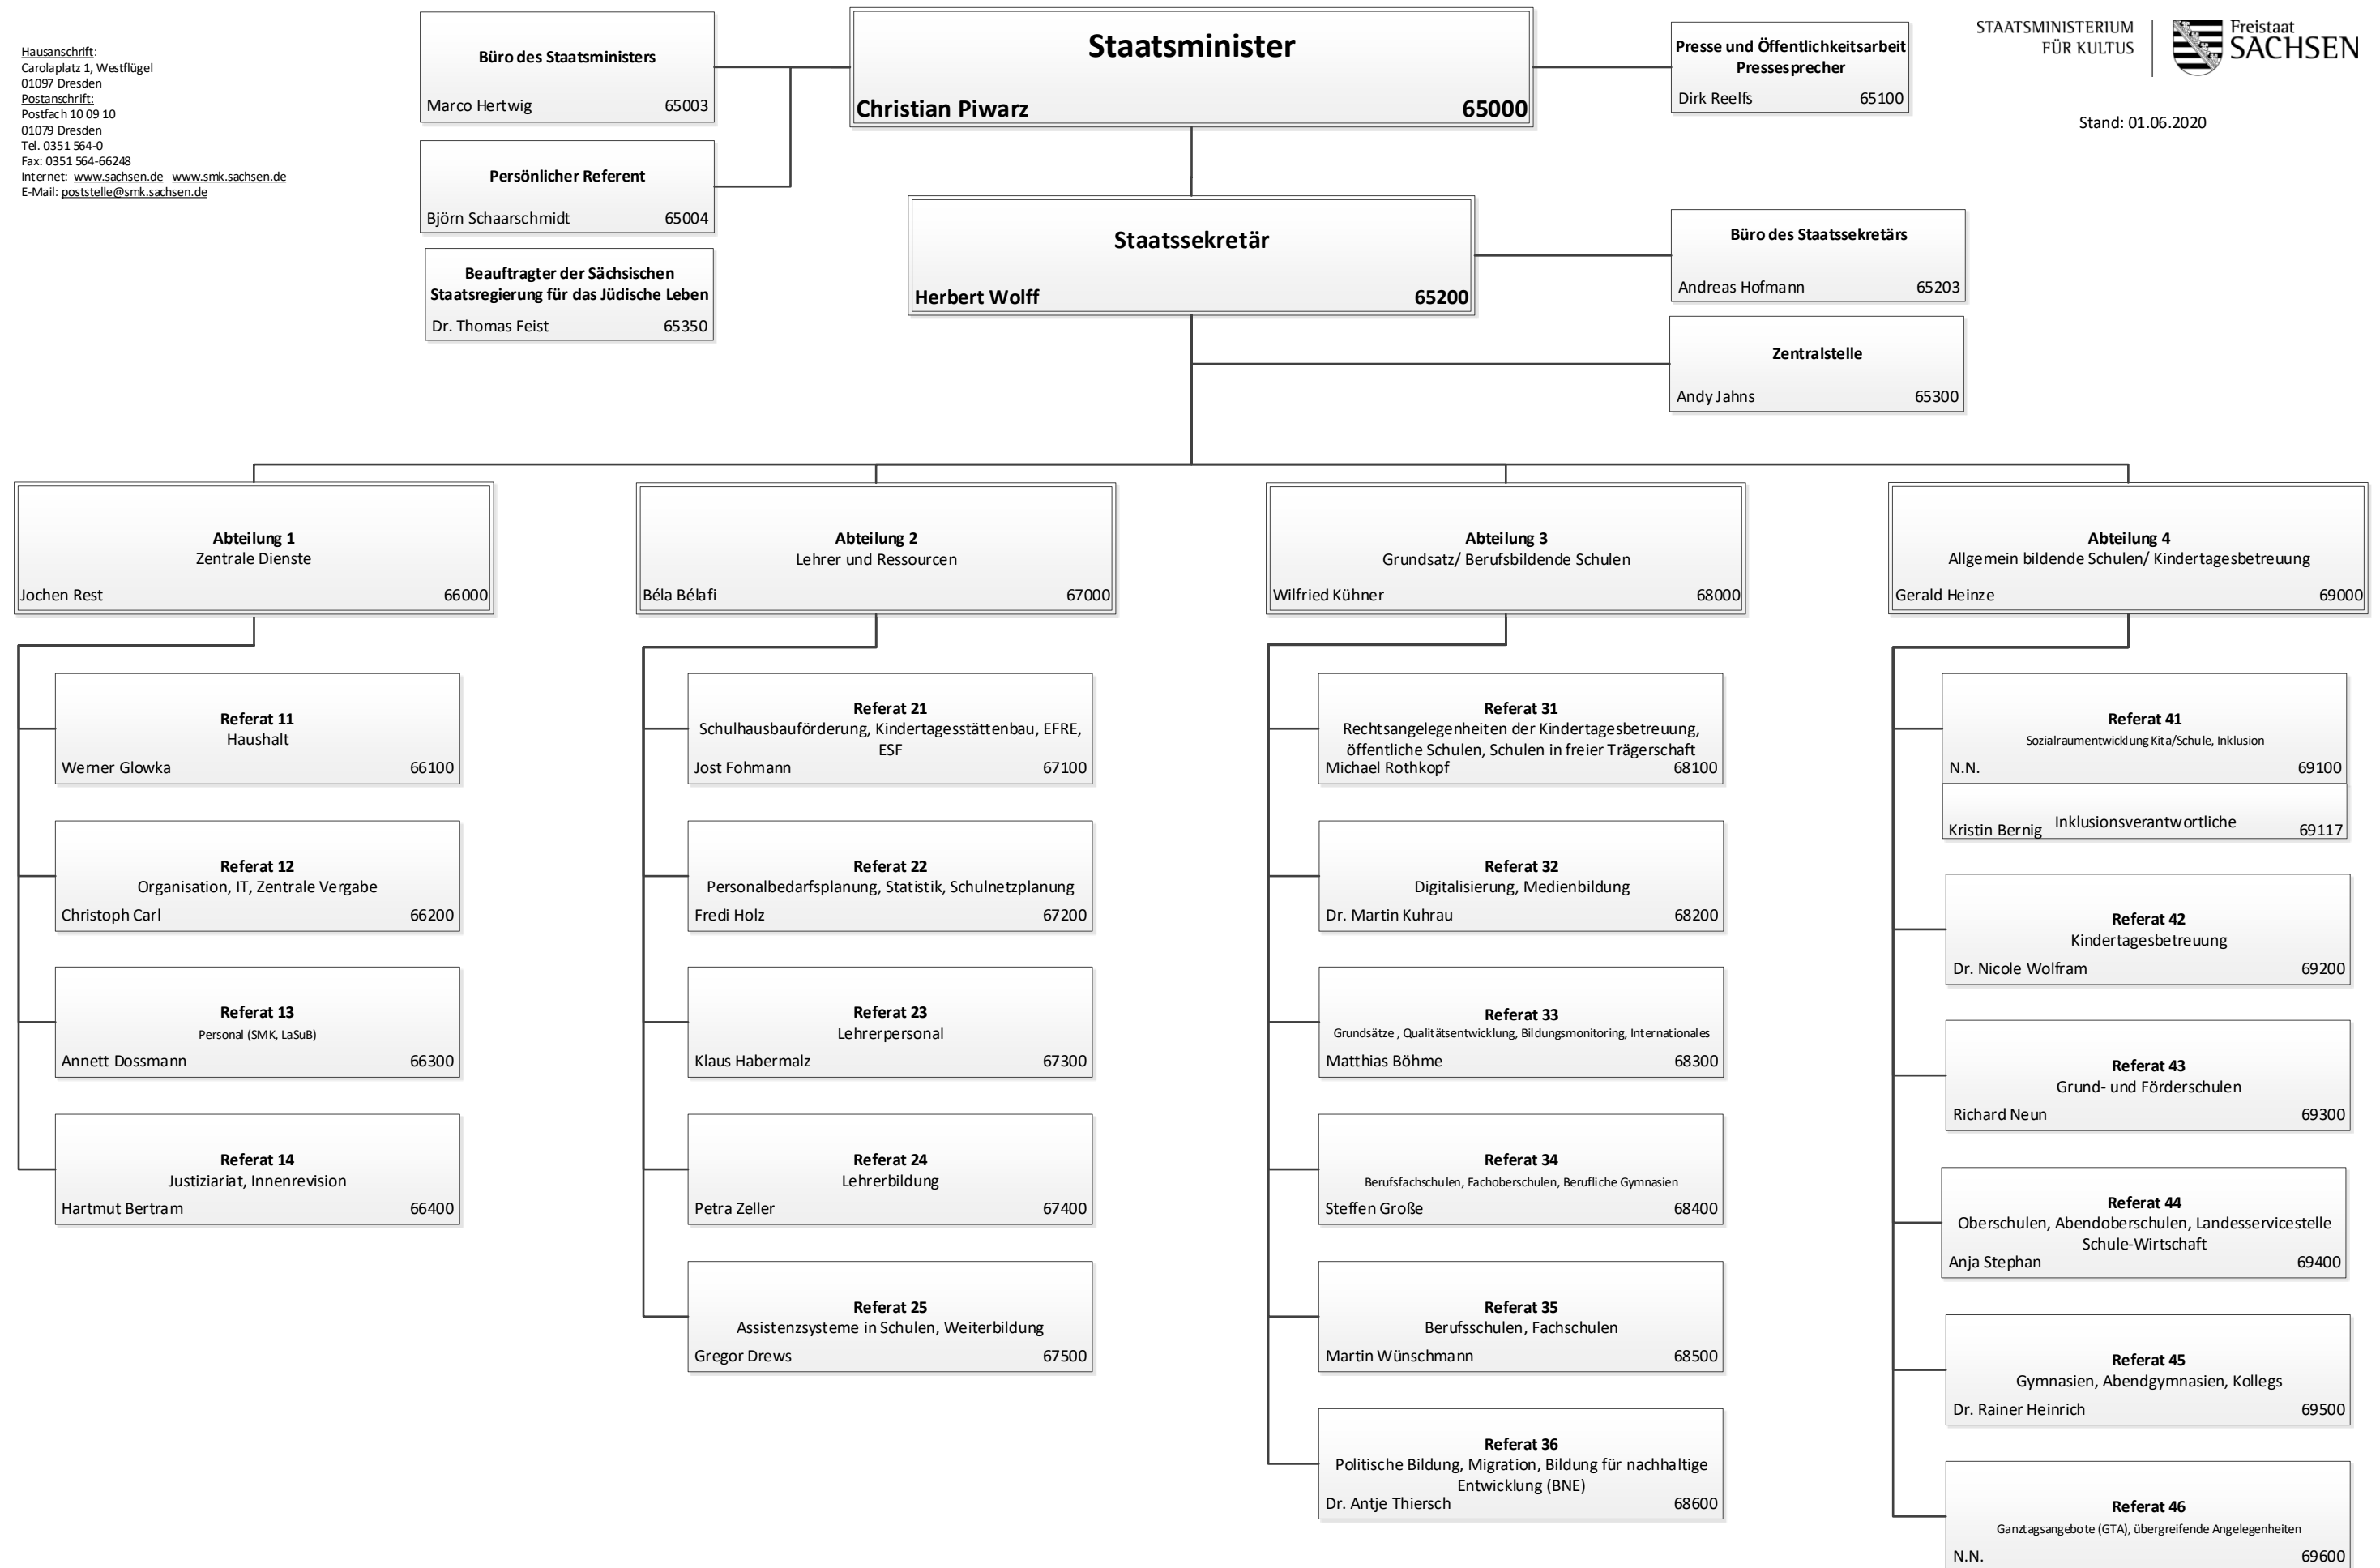 Hausanschrift:
Carolaplatz 1, Westflügel
01097 Dresden
Postanschrift:
Postfach 10 09 10
01079 Dresden
Tel. 0351 564-0
Fax: 0351 564-66248
Internet: www.sachsen.de www.smk.sachsen.de
E-Mail: poststelle@smk.sachsen.de
Büro des Staatsministers
Marco Hertwig 65003
Persönlicher Referent
Björn Schaarschmidt 65004
Beauftragter der Sächsischen
Staatsregierung für das Jüdische Leben
Dr. Thomas Feist 65350
Staatsminister
Christian Piwarz 65000
Staatssekretär
Herbert Wolff 65200
Presse und Öffentlichkeitsarbeit
Pressesprecher
Dirk Reelfs 65100
Büro des Staatssekretärs
Andreas Hofmann 65203
Zentralstelle
Andy Jahns 65300
STAATSMINISTERIUM
FÜR KULTUS
Freistaat
SACHSEN
Stand: 01.06.2020
Abteilung 1
Zentrale Dienste
Jochen Rest 66000
Referat 11
Haushalt
Werner Glowka 66100
Referat 12
Organisation, IT, Zentrale Vergabe
Christoph Carl 66200
Referat 13
Personal (SMK, LaSuB)
Annett Dossmann 66300
Referat 14
Justiziariat, Innenrevision
Hartmut Bertram 66400
Abteilung 2
Lehrer und Ressourcen
Béla Bélafi 67000
Referat 21
Schulhausbauförderung, Kindertagesstättenbau, EFRE,
ESF
Jost Fohmann 67100
Referat 22
Personalbedarfsplanung, Statistik, Schulnetzplanung
Fredi Holz 67200
Referat 23
Lehrerpersonal
Klaus Habermalz 67300
Referat 24
Lehrerbildung
Petra Zeller 67400
Referat 25
Assistenzsysteme in Schulen, Weiterbildung
Gregor Drews 67500
Abteilung 3
Grundsatz/ Berufsbildende Schulen
Wilfried Kühner 68000
Referat 31
Rechtsangelegenheiten der Kindertagesbetreuung,
öffentliche Schulen, Schulen in freier Trägerschaft
Michael Rothkopf 68100
Referat 32
Digitalisierung, Medienbildung
Dr. Martin Kuhrau 68200
Referat 33
Grundsätze , Qualitätsentwicklung, Bildungsmonitoring, Internationales
Matthias Böhme 68300
Referat 34
Berufsfachschulen, Fachoberschulen, Berufliche Gymnasien
Steffen Große 68400
Referat 35
Berufsschulen, Fachschulen
Martin Wünschmann 68500
Referat 36
Politische Bildung, Migration, Bildung für nachhaltige
Entwicklung (BNE)
Dr. Antje Thiersch 68600
Abteilung 4
Allgemein bildende Schulen/ Kindertagesbetreuung
Gerald Heinze 69000
Referat 41
Sozialraumentwicklung Kita/Schule, Inklusion
N.N. 69100
Kristin Bernig Inklusionsverantwortliche 69117
Referat 42
Kindertagesbetreuung
Dr. Nicole Wolfram 69200
Referat 43
Grund- und Förderschulen
Richard Neun 69300
Referat 44
Oberschulen, Abendoberschulen, Landesservicestelle
Schule-Wirtschaft
Anja Stephan 69400
Referat 45
Gymnasien, Abendgymnasien, Kollegs
Dr. Rainer Heinrich 69500
Referat 46
Ganztagsangebote (GTA), übergreifende Angelegenheiten
N.N. 69600